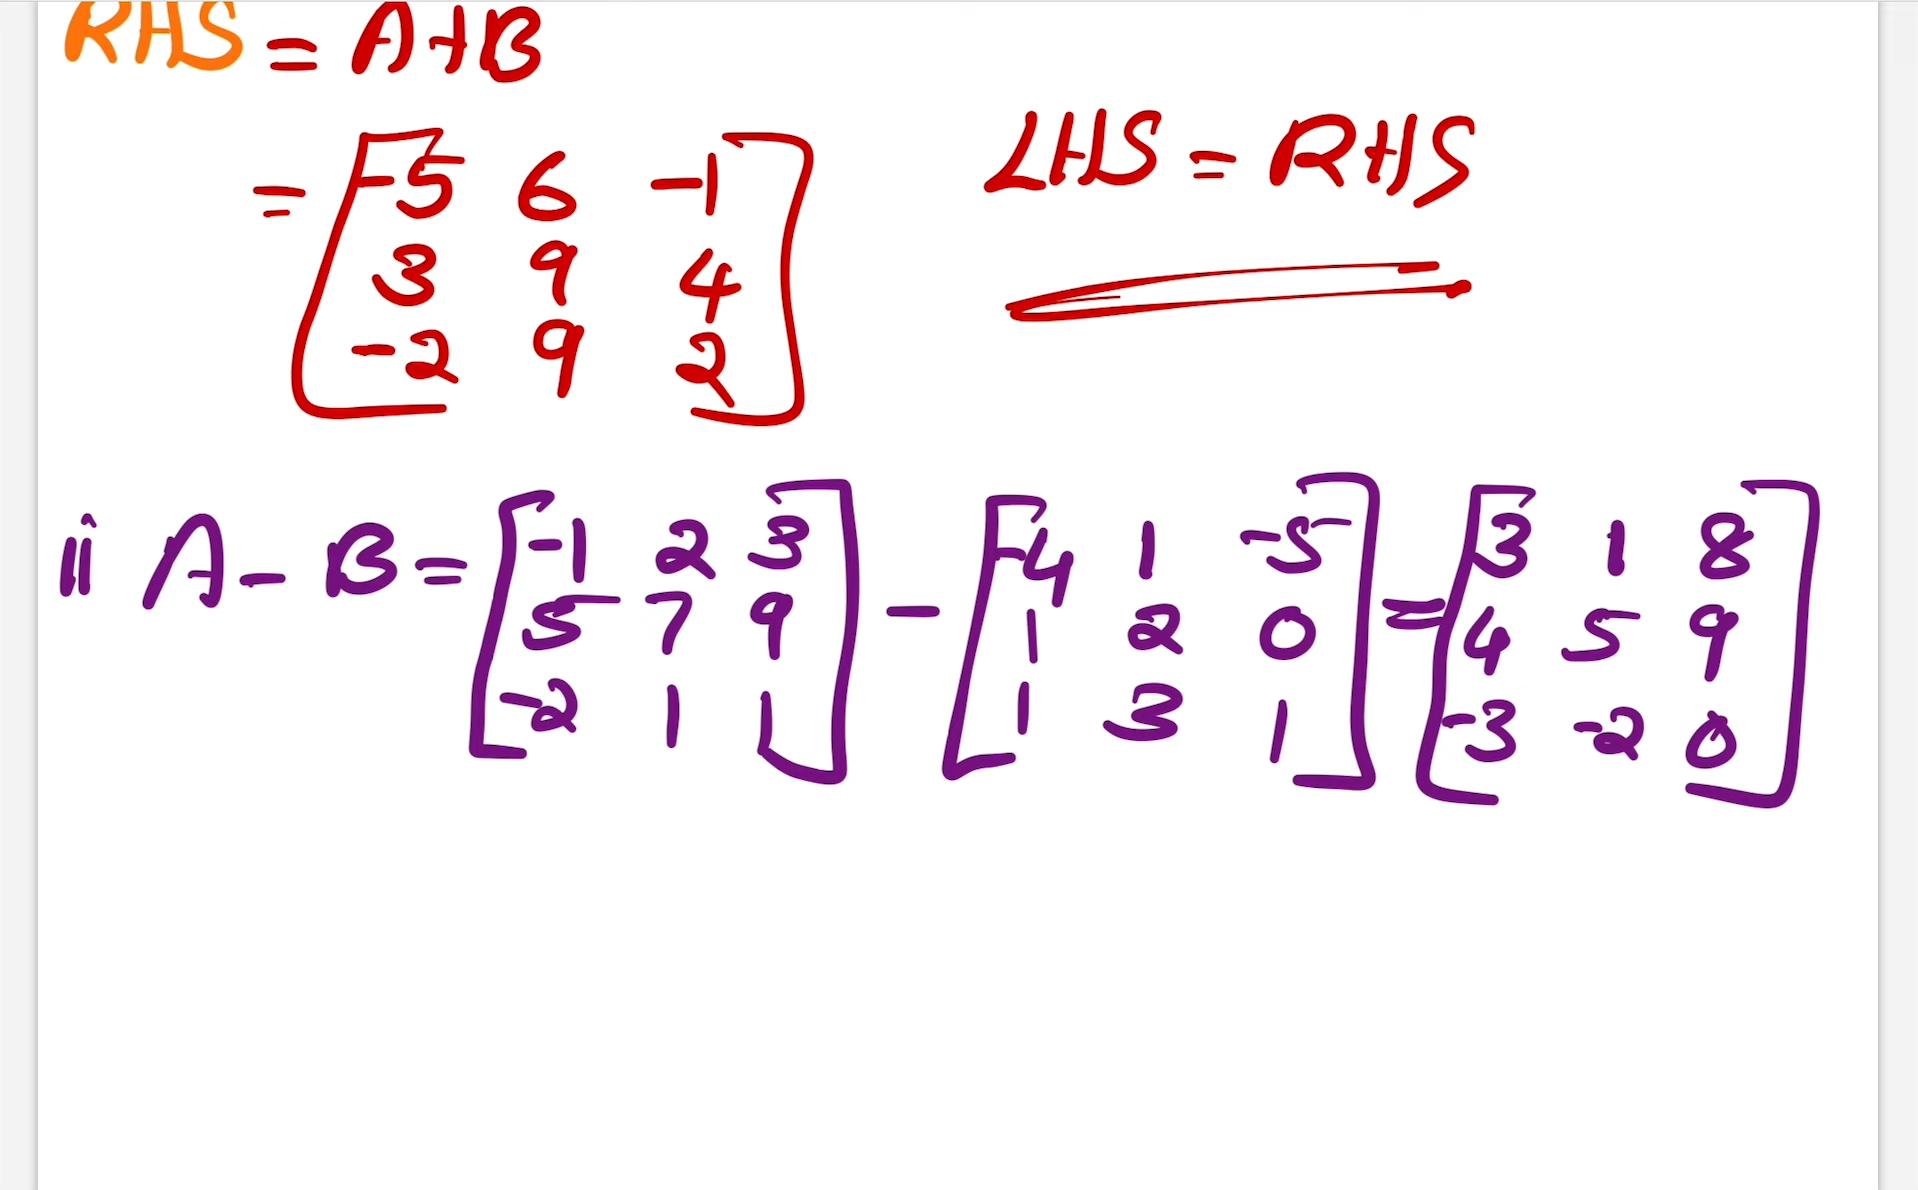 RHS = A+B
= [-5 6 -1
3 9 4
-2 9 2]
LHS = RHS
ii A - B = [-1 2 3 - [-4 1 -5 = [3 1 8
5 7 9 1 2 0 4 5 9
-2 1 1] 1 3 1] -3 -2 0]